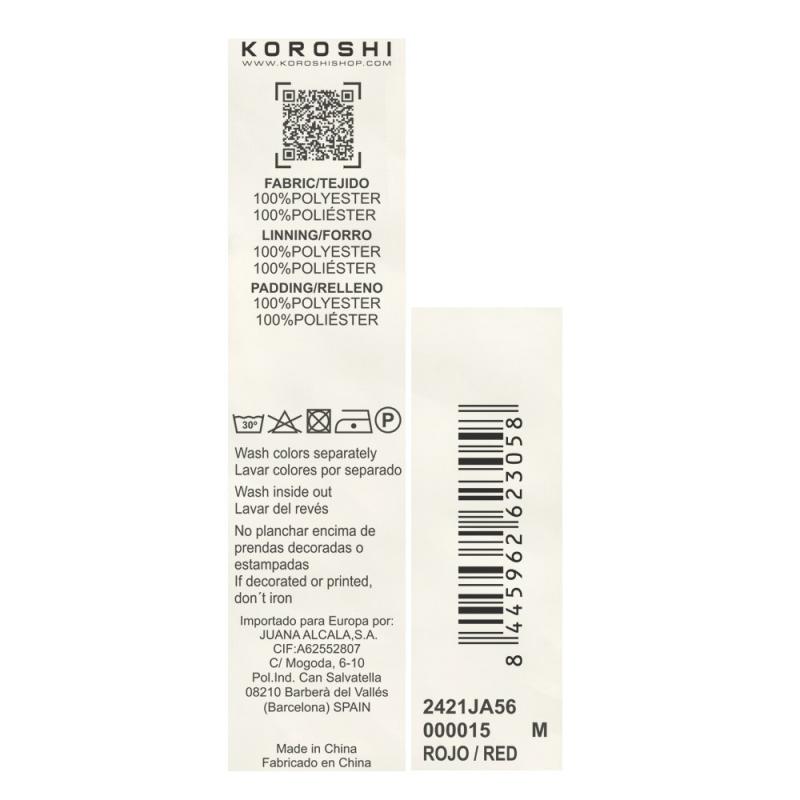 KOROSHI
WWW.KOROSHISHOP.COM
FABRIC/TEJIDO
100%POLYESTER
100%POLIÉSTER
LINNING/FORRO
100%POLYESTER
100%POLIÉSTER
PADDING/RELLENO
100%POLYESTER
100%POLIÉSTER
30º
P
Wash colors separately
Lavar colores por separado
Wash inside out
Lavar del revés
No planchar encima de
prendas decoradas o
estampadas
If decorated or printed,
don´t iron
Importado para Europa por:
JUANA ALCALA,S.A.
CIF:A62552807
C/ Mogoda, 6-10
Pol.Ind. Can Salvatella
08210 Barberà del Vallés
(Barcelona) SPAIN
Made in China
Fabricado en China
8 445962 623058
2421JA56
000015 M
ROJO / RED